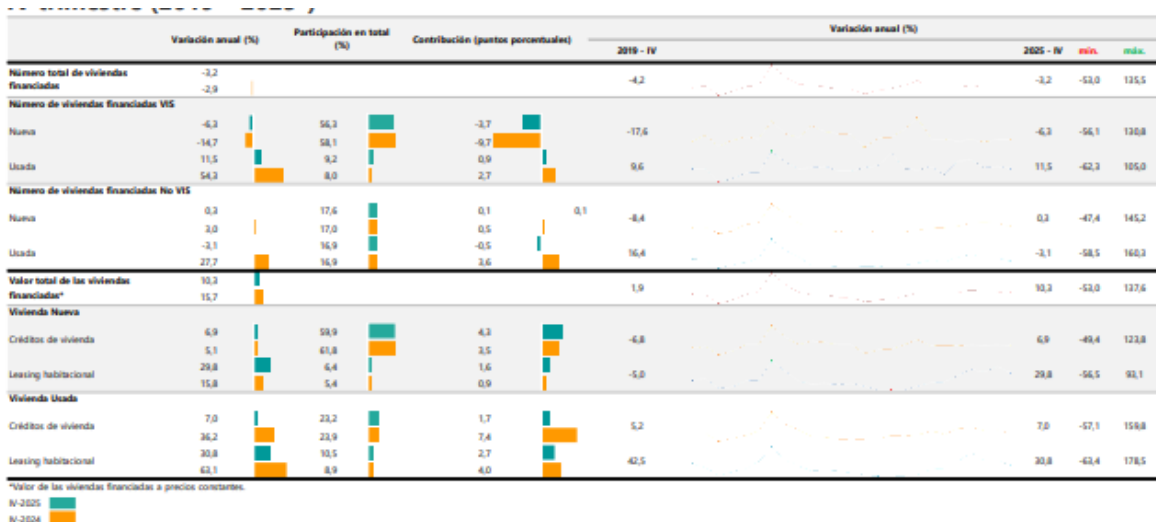 Variación anual (%) Participación en total (%) Contribución (puntos porcentuales) Variación anual (%)
2019 - IV 2025 - IV mín. máx.
Número total de viviendas financiadas -3,2 -4,2 -3,2 -53,0 135,5
-2,9
Número de viviendas financiadas VIS
Nueva -6,3 56,3 -3,7 -17,6 -6,3 -56,1 130,8
-14,7 58,1 -9,7
Usada 11,5 9,2 0,9 9,6 11,5 -62,3 105,0
54,3 8,0 2,7
Número de viviendas financiadas No VIS
Nueva 0,3 17,6 0,1 0,1 -8,4 0,3 -47,4 145,2
3,0 17,0 0,5
Usada -3,1 16,9 -0,5 16,4 -3,1 -58,5 160,3
27,7 16,9 3,6
Valor total de las viviendas financiadas* 10,3 1,9 10,3 -53,0 137,6
15,7
Vivienda Nueva
Créditos de vivienda 6,9 59,9 4,3 -6,8 6,9 -49,4 123,8
5,1 61,8 3,5
Leasing habitacional 29,8 6,4 1,6 -5,0 29,8 -56,5 93,1
15,8 5,4 0,9
Vivienda Usada
Créditos de vivienda 7,0 23,2 1,7 5,2 7,0 -57,1 159,8
36,2 23,9 7,4
Leasing habitacional 30,8 10,5 2,7 42,5 30,8 -63,4 178,5
63,1 8,9 4,0
*Valor de las viviendas financiadas a precios constantes.
IV-2025
IV-2024